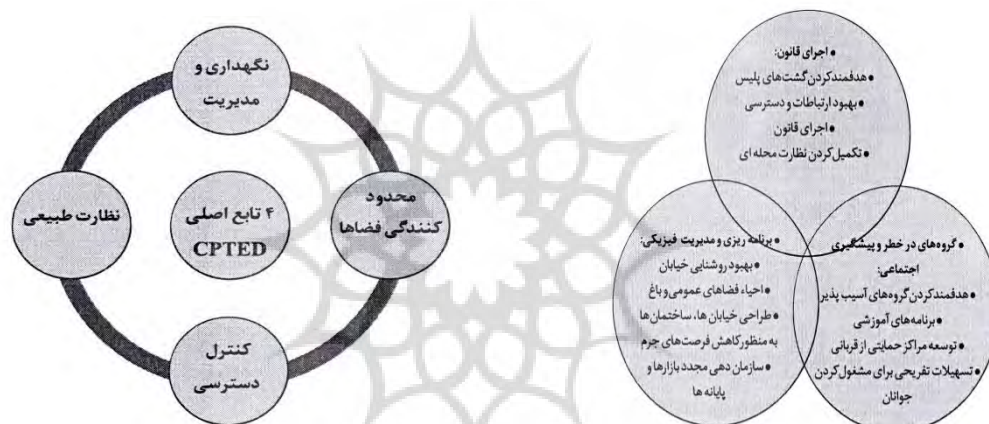 • اجرای قانون:
• هدفمندکردن گشت‌های پلیس
• بهبود ارتباطات و دسترسی
• اجرای قانون
• تکمیل‌کردن نظارت محله ای
• گروه‌های در خطر و پیشگیری
اجتماعی:
• هدفمندکردن گروه‌های آسیب پذیر
• برنامه‌های آموزشی
• توسعه مراکز حمایتی از قربانی
• تسهیلات تفریحی برای مشغول‌کردن
جوانان
• برنامه ریزی و مدیریت فیزیکی:
• بهبود روشنایی خیابان
• احیاء فضاهای عمومی و باغ
• طراحی خیابان ها، ساختمان‌ها
به منظور کاهش فرصت‌های جرم
• سازمان دهی مجدد بازارها و
پایانه ها
نگهداری و
مدیریت
محدود
کنندگی فضاها
۴ تابع اصلی
CPTED
نظارت طبیعی
کنترل
دسترسی